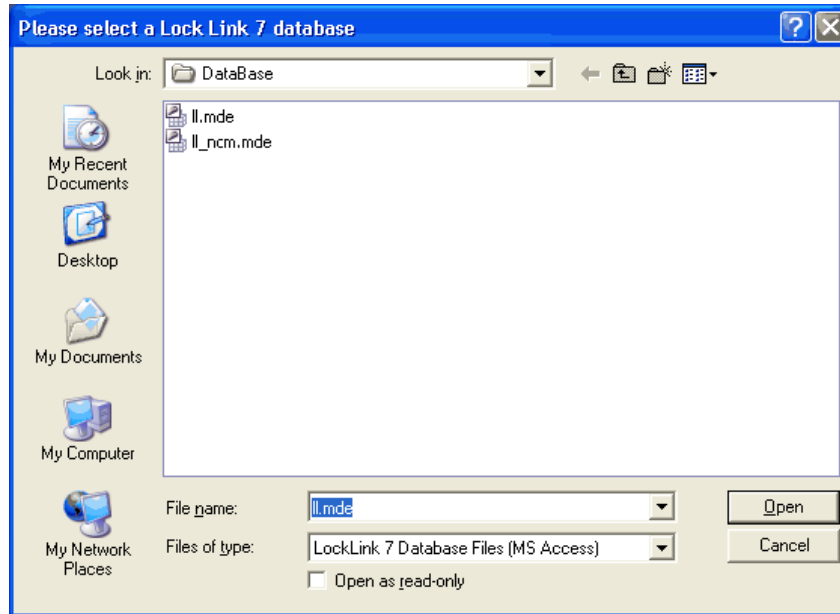 Please select a Lock Link 7 database
Look in: DataBase
ll.mde
ll_ncm.mde
My Recent
Documents
Desktop
My Documents
My Computer
My Network
Places
File name: ll.mde Open
Files of type: LockLink 7 Database Files (MS Access) Cancel
Open as read-only